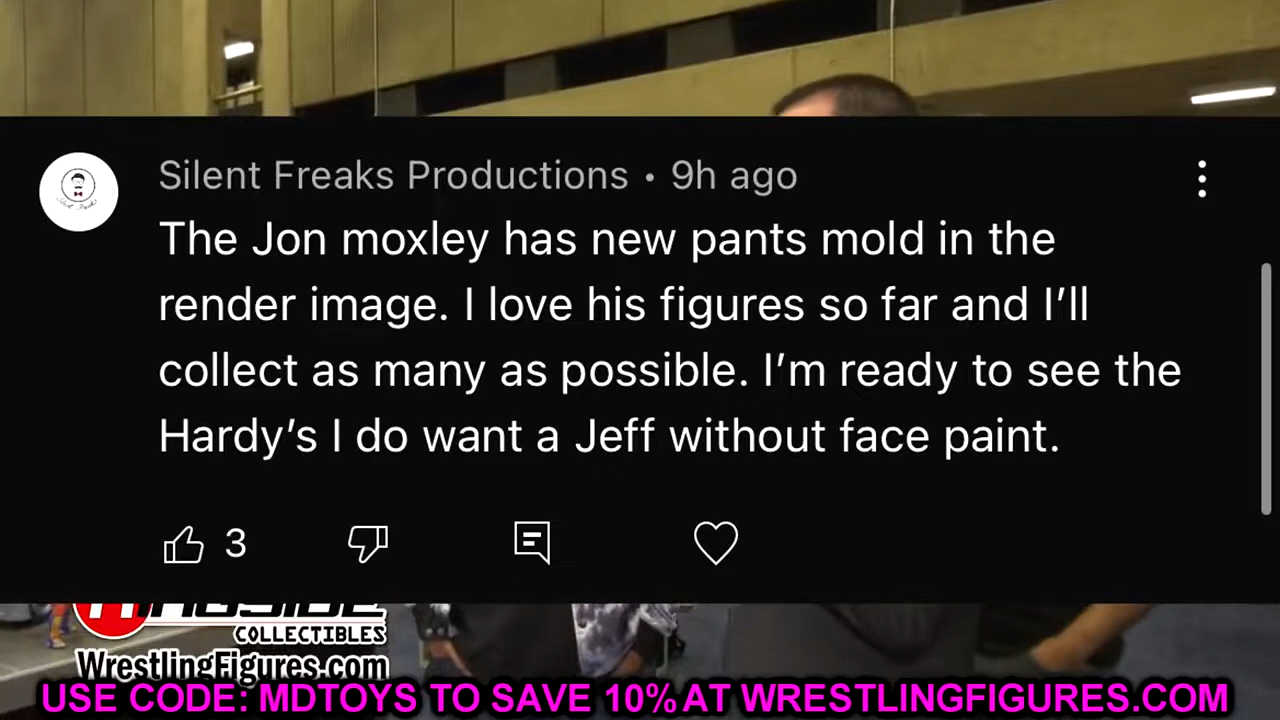 Silent Freaks Productions • 9h ago
The Jon moxley has new pants mold in the
render image. I love his figures so far and I'll
collect as many as possible. I'm ready to see the
Hardy's I do want a Jeff without face paint.
3
RINGSIDE
COLLECTIBLES
WrestlingFigures.com
USE CODE: MDTOYS TO SAVE 10% AT WRESTLINGFIGURES.COM